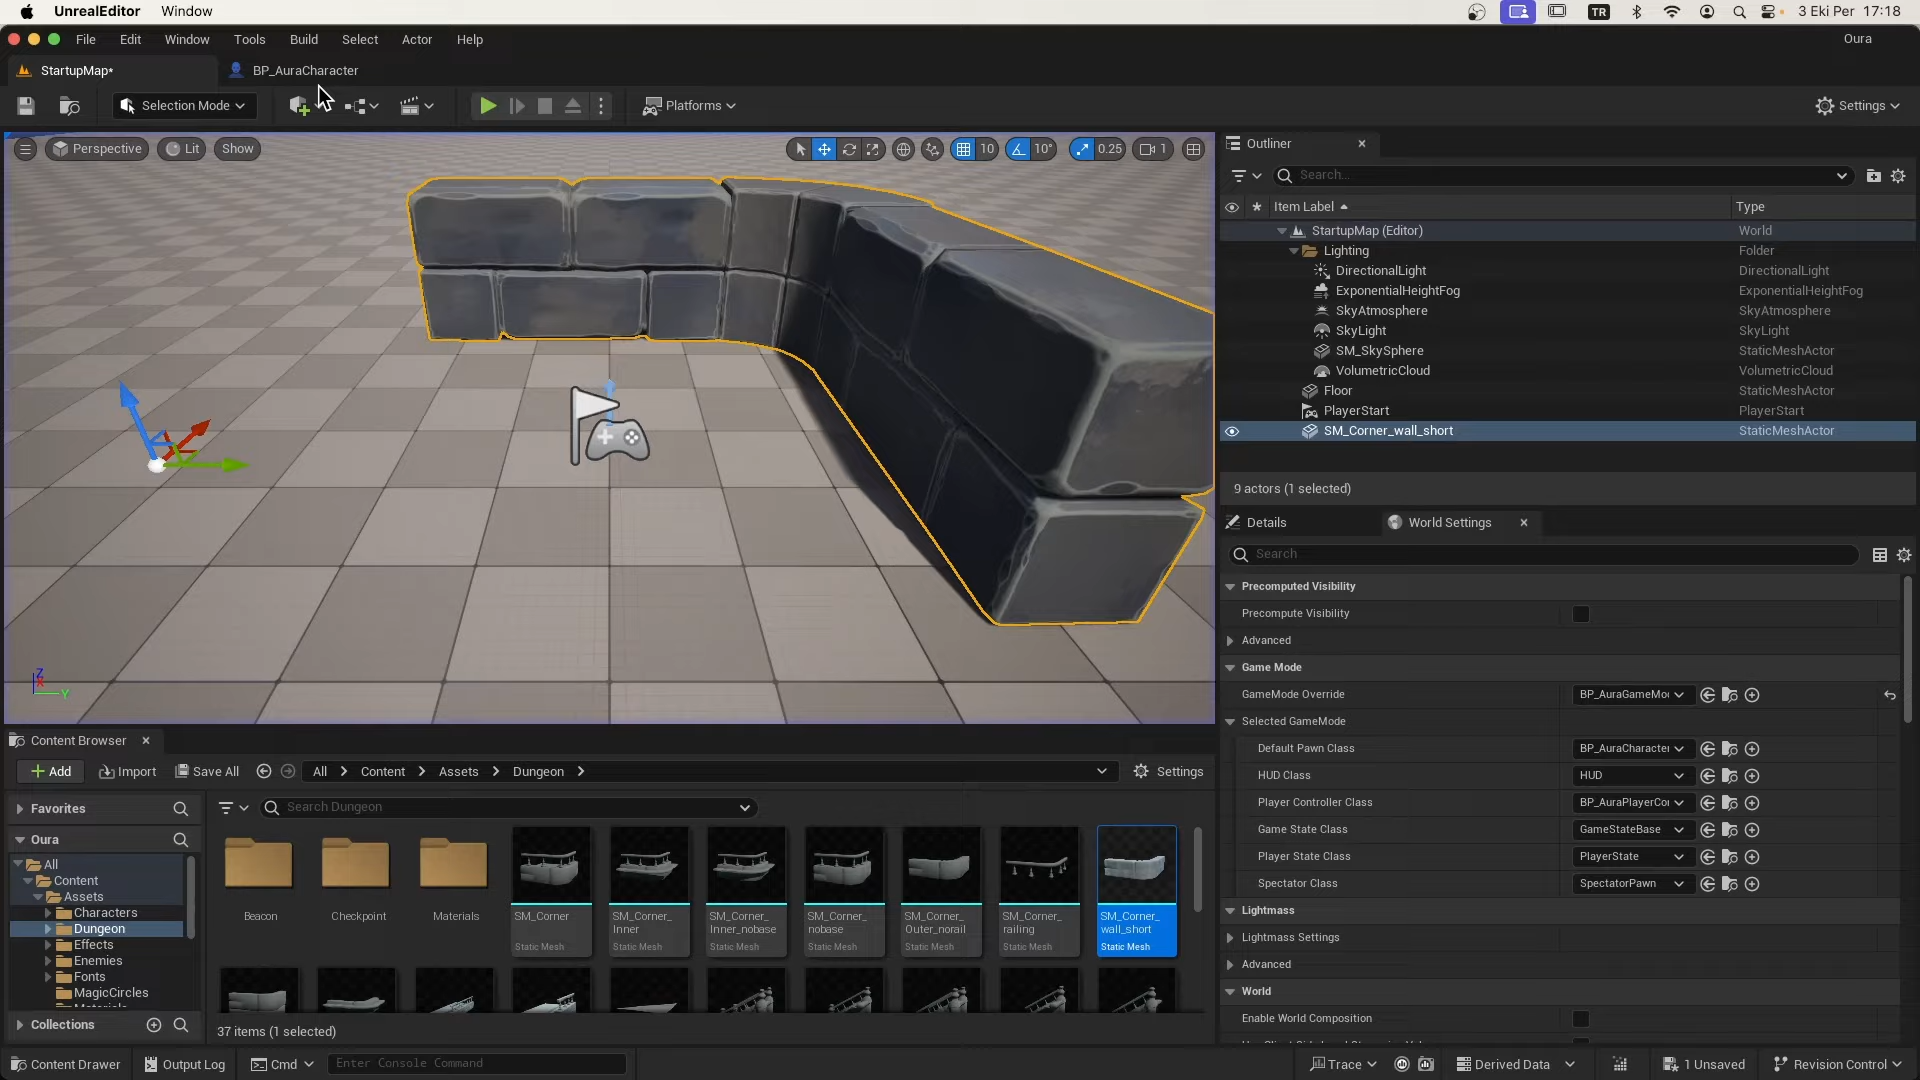 UnrealEditor Window
TR
3 Eki Per 17:18
File Edit Window Tools Build Select Actor Help
Oura
StartupMap*
BP_AuraCharacter
Selection Mode
Platforms
Settings
Perspective
Lit
Show
10
10°
0.25
1
Z
X
Y
Outliner
Search...
Item Label
Type
StartupMap (Editor) World
Lighting Folder
DirectionalLight DirectionalLight
ExponentialHeightFog ExponentialHeightFog
SkyAtmosphere SkyAtmosphere
SkyLight SkyLight
SM_SkySphere StaticMeshActor
VolumetricCloud VolumetricCloud
Floor StaticMeshActor
PlayerStart PlayerStart
SM_Corner_wall_short StaticMeshActor
9 actors (1 selected)
Details
World Settings
Search
Precomputed Visibility
Precompute Visibility
Advanced
Game Mode
GameMode Override BP_AuraGameMo
Selected GameMode
Default Pawn Class BP_AuraCharacter
HUD Class HUD
Player Controller Class BP_AuraPlayerCo
Game State Class GameStateBase
Player State Class PlayerState
Spectator Class SpectatorPawn
Lightmass
Lightmass Settings
Advanced
World
Enable World Composition
Content Browser
Add
Import
Save All
All
Content
Assets
Dungeon
Settings
Favorites
Search Dungeon
Oura
All
Content
Assets
Characters
Dungeon
Effects
Enemies
Fonts
MagicCircles
Collections
Beacon
Checkpoint
Materials
SM_Corner
Static Mesh
SM_Corner_
Inner
Static Mesh
SM_Corner_
Inner_nobase
Static Mesh
SM_Corner_
nobase
Static Mesh
SM_Corner_
Outer_norail
Static Mesh
SM_Corner_
railing
Static Mesh
SM_Corner_
wall_short
Static Mesh
37 items (1 selected)
Content Drawer
Output Log
Cmd
Enter Console Command
Trace
Derived Data
1 Unsaved
Revision Control